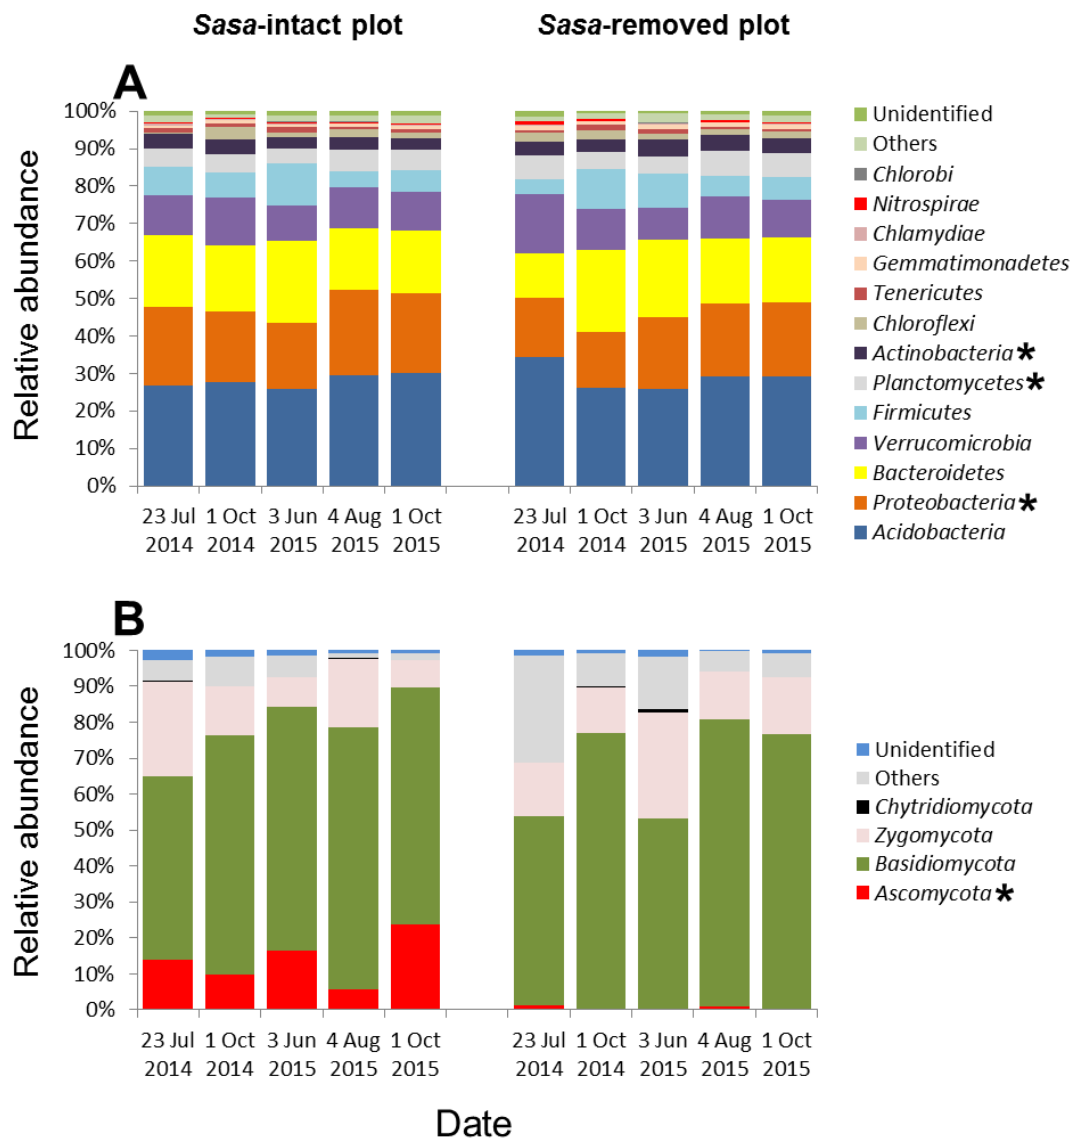 Sasa-intact plot
Sasa-removed plot
A
Relative abundance
100%
90%
80%
70%
60%
50%
40%
30%
20%
10%
0%
23 Jul 2014
1 Oct 2014
3 Jun 2015
4 Aug 2015
1 Oct 2015
23 Jul 2014
1 Oct 2014
3 Jun 2015
4 Aug 2015
1 Oct 2015
Unidentified
Others
Chlorobi
Nitrospirae
Chlamydiae
Gemmatimonadetes
Tenericutes
Chloroflexi
Actinobacteria*
Planctomycetes*
Firmicutes
Verrucomicrobia
Bacteroidetes
Proteobacteria*
Acidobacteria
B
Relative abundance
100%
90%
80%
70%
60%
50%
40%
30%
20%
10%
0%
23 Jul 2014
1 Oct 2014
3 Jun 2015
4 Aug 2015
1 Oct 2015
23 Jul 2014
1 Oct 2014
3 Jun 2015
4 Aug 2015
1 Oct 2015
Unidentified
Others
Chytridiomycota
Zygomycota
Basidiomycota
Ascomycota*
Date